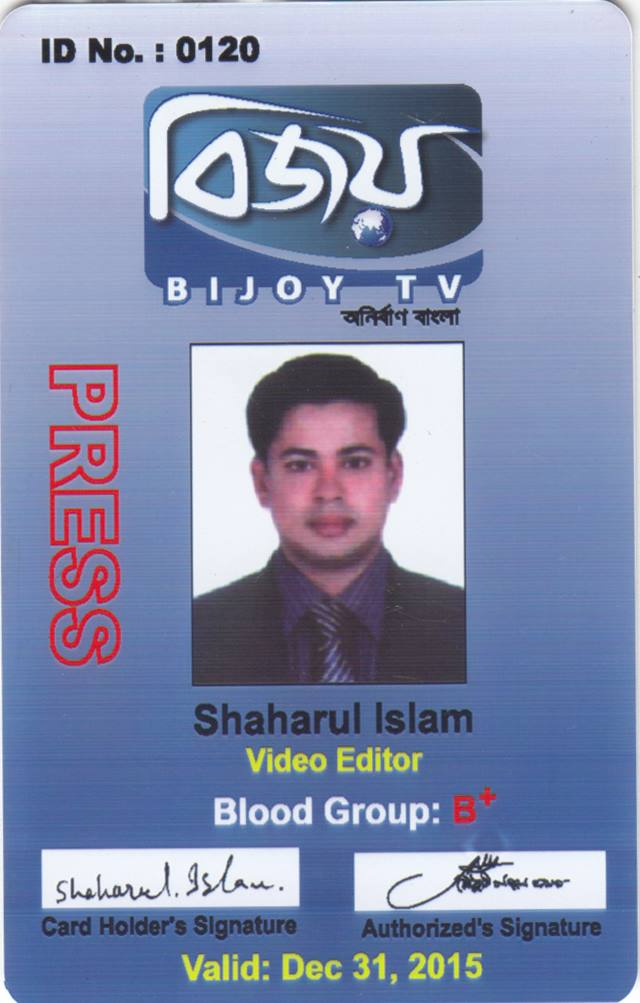 ID No. : 0120
বিজয়
BIJOY TV
অনির্বাণ বাংলা
PRESS
Shaharul Islam
Video Editor
Blood Group: B+
Shaharul. Islam.
Card Holder's Signature
Authorized's Signature
Valid: Dec 31, 2015